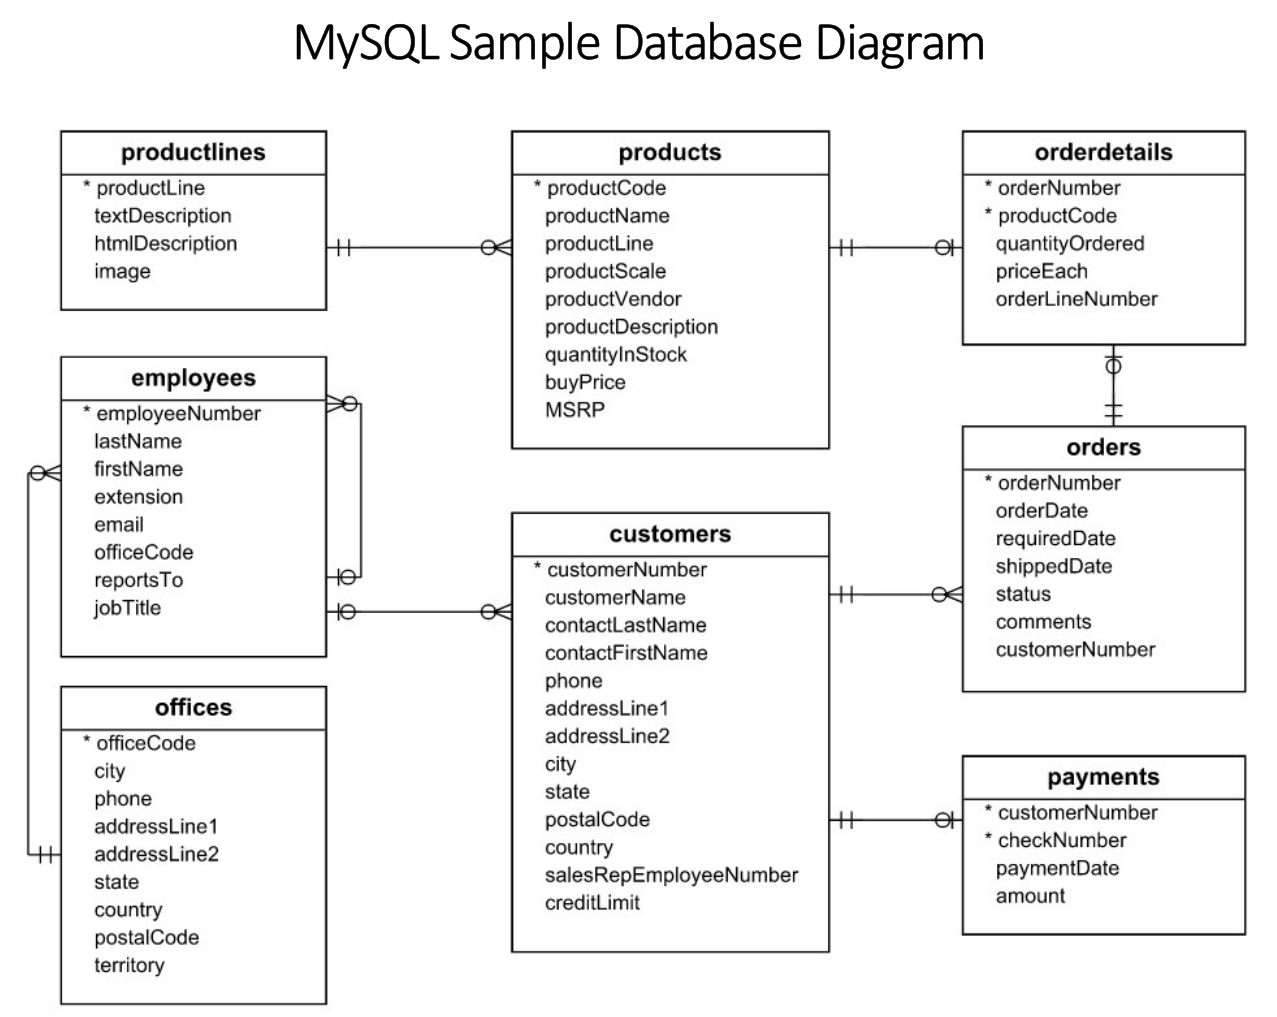 MySQL Sample Database Diagram
productlines
* productLine
textDescription
htmlDescription
image
products
* productCode
productName
productLine
productScale
productVendor
productDescription
quantityInStock
buyPrice
MSRP
orderdetails
* orderNumber
* productCode
quantityOrdered
priceEach
orderLineNumber
employees
* employeeNumber
lastName
firstName
extension
email
officeCode
reportsTo
jobTitle
customers
* customerNumber
customerName
contactLastName
contactFirstName
phone
addressLine1
addressLine2
city
state
postalCode
country
salesRepEmployeeNumber
creditLimit
orders
* orderNumber
orderDate
requiredDate
shippedDate
status
comments
customerNumber
offices
* officeCode
city
phone
addressLine1
addressLine2
state
country
postalCode
territory
payments
* customerNumber
* checkNumber
paymentDate
amount